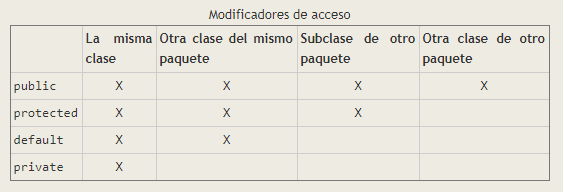 Modificadores de acceso
La misma clase Otra clase del mismo paquete Subclase de otro paquete Otra clase de otro paquete
public X X X X
protected X X X
default X X
private X